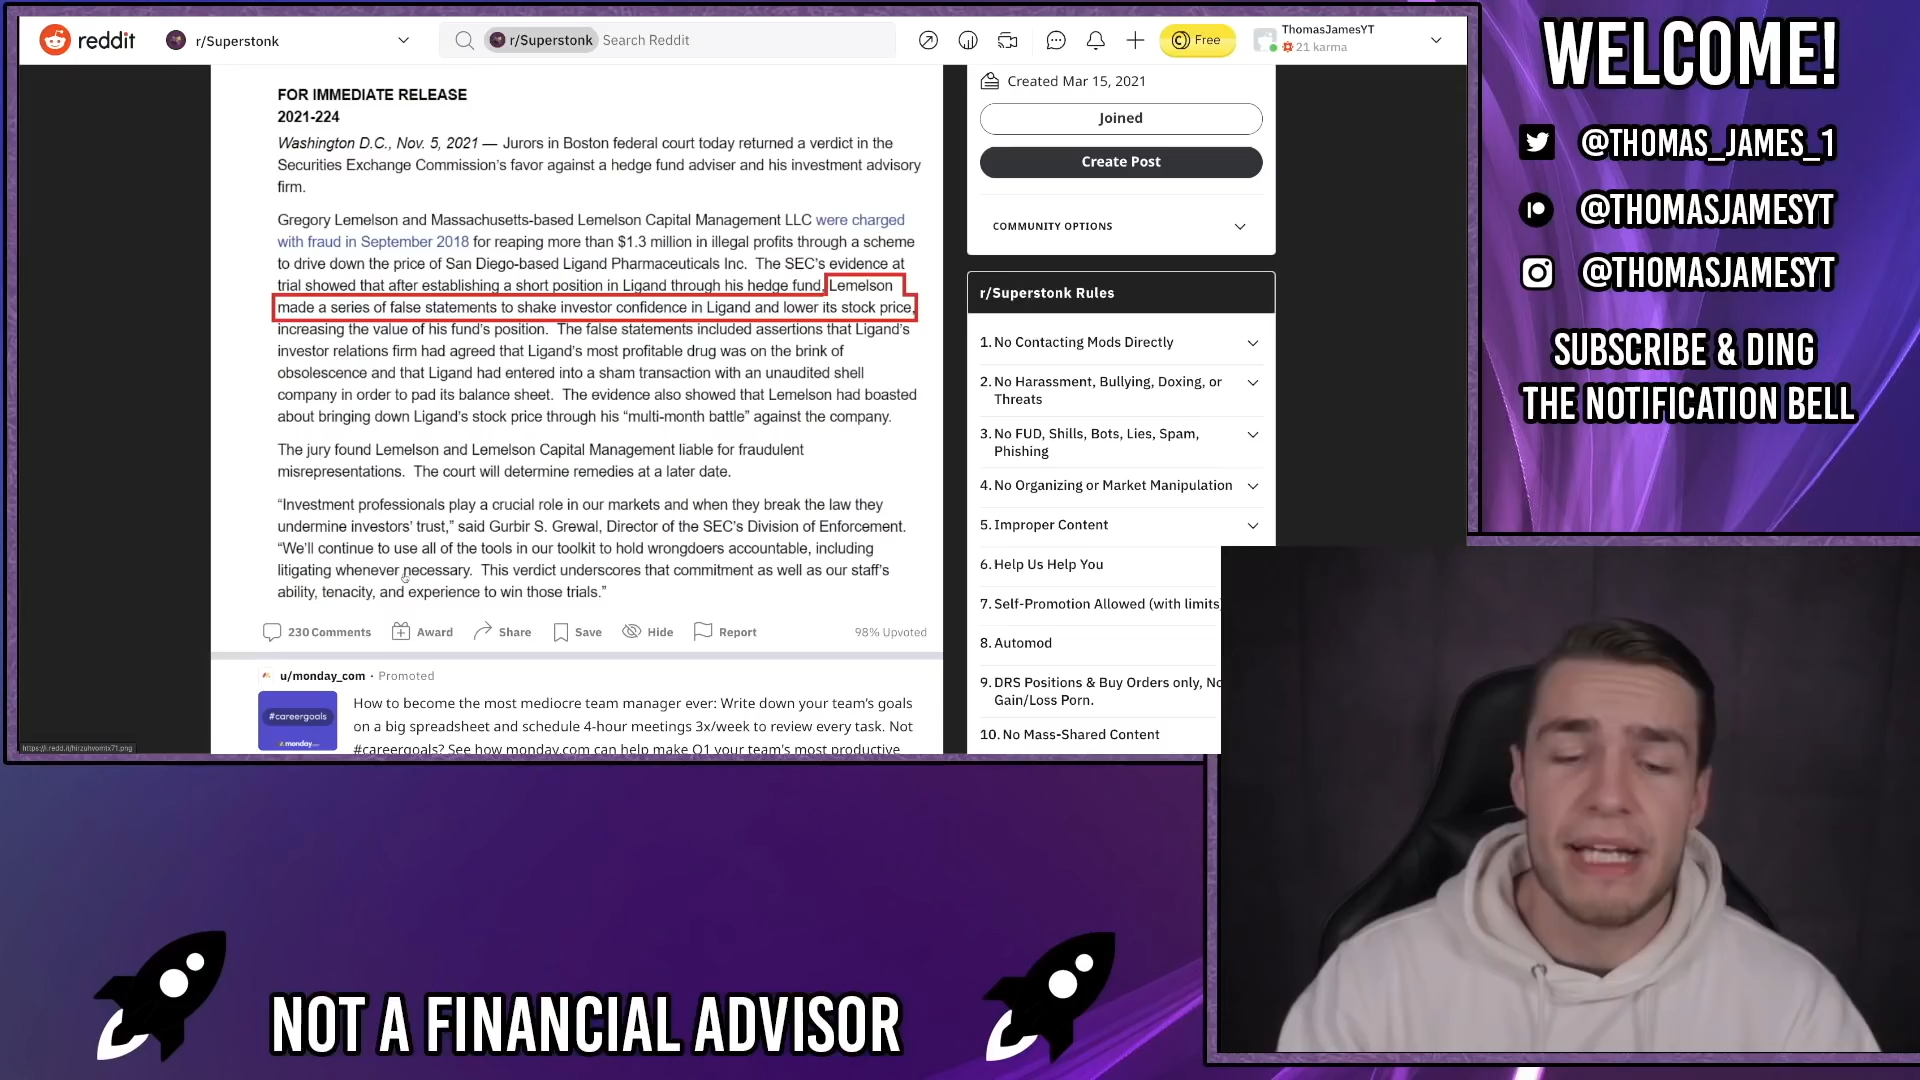 reddit
r/Superstonk
r/Superstonk Search Reddit
Free
ThomasJamesYT
21 karma
FOR IMMEDIATE RELEASE
2021-224
Washington D.C., Nov. 5, 2021 — Jurors in Boston federal court today returned a verdict in the
Securities Exchange Commission's favor against a hedge fund adviser and his investment advisory
firm.
Gregory Lemelson and Massachusetts-based Lemelson Capital Management LLC were charged
with fraud in September 2018 for reaping more than $1.3 million in illegal profits through a scheme
to drive down the price of San Diego-based Ligand Pharmaceuticals Inc.  The SEC's evidence at
trial showed that after establishing a short position in Ligand through his hedge fund, Lemelson
made a series of false statements to shake investor confidence in Ligand and lower its stock price,
increasing the value of his fund's position.  The false statements included assertions that Ligand's
investor relations firm had agreed that Ligand's most profitable drug was on the brink of
obsolescence and that Ligand had entered into a sham transaction with an unaudited shell
company in order to pad its balance sheet.  The evidence also showed that Lemelson had boasted
about bringing down Ligand's stock price through his “multi-month battle” against the company.
The jury found Lemelson and Lemelson Capital Management liable for fraudulent
misrepresentations.  The court will determine remedies at a later date.
“Investment professionals play a crucial role in our markets and when they break the law they
undermine investors' trust,” said Gurbir S. Grewal, Director of the SEC's Division of Enforcement.
“We'll continue to use all of the tools in our toolkit to hold wrongdoers accountable, including
litigating whenever necessary.  This verdict underscores that commitment as well as our staff's
ability, tenacity, and experience to win those trials.”
230 Comments Award Share Save Hide Report 98% Upvoted
u/monday_com · Promoted
How to become the most mediocre team manager ever: Write down your team's goals
on a big spreadsheet and schedule 4-hour meetings 3x/week to review every task. Not
#careergoals? See how monday.com can help make Q1 your team's most productive
#careergoals
monday
Created Mar 15, 2021
Joined
Create Post
COMMUNITY OPTIONS
r/Superstonk Rules
1. No Contacting Mods Directly
2. No Harassment, Bullying, Doxing, or
Threats
3. No FUD, Shills, Bots, Lies, Spam,
Phishing
4. No Organizing or Market Manipulation
5. Improper Content
6. Help Us Help You
7. Self-Promotion Allowed (with limits)
8. Automod
9. DRS Positions & Buy Orders only, No
Gain/Loss Porn.
10. No Mass-Shared Content
WELCOME!
@THOMAS_JAMES_1
@THOMASJAMESYT
@THOMASJAMESYT
SUBSCRIBE & DING
THE NOTIFICATION BELL
NOT A FINANCIAL ADVISOR